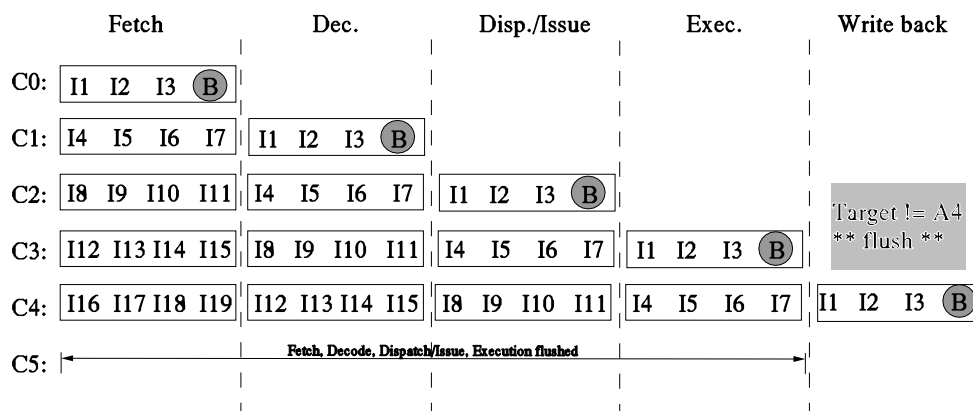 Fetch Dec. Disp./Issue Exec. Write back
C0: I1 I2 I3 B
C1: I4 I5 I6 I7 I1 I2 I3 B
C2: I8 I9 I10 I11 I4 I5 I6 I7 I1 I2 I3 B
Target != A4
** flush **
C3: I12 I13 I14 I15 I8 I9 I10 I11 I4 I5 I6 I7 I1 I2 I3 B
C4: I16 I17 I18 I19 I12 I13 I14 I15 I8 I9 I10 I11 I4 I5 I6 I7 I1 I2 I3 B
Fetch, Decode, Dispatch/Issue, Execution flushed
C5: